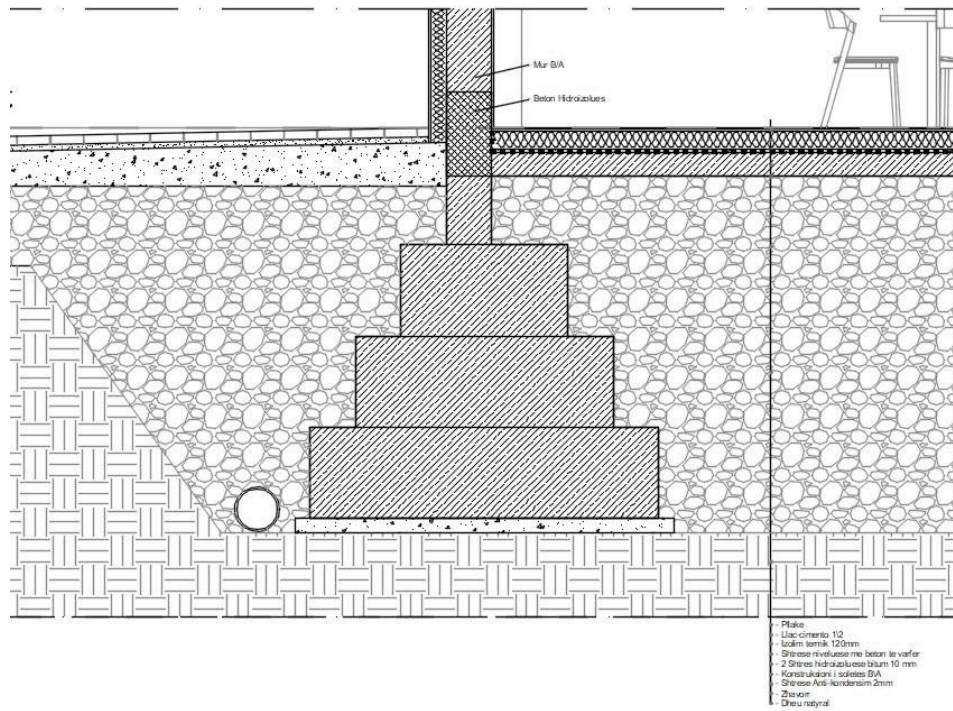 Mur B/A
Beton Hidroizolues
- Pllake
- Llac-cimento 1\2
- Izolim termik 120mm
- Shtrese niveluese me beton te varfer
- 2 Shtres hidroizoluese bitum 10 mm
- Konstruksioni i soletes B\A
- Shtrese Anti-kondensim 2mm
- Zhavorr
- Dheu natyral